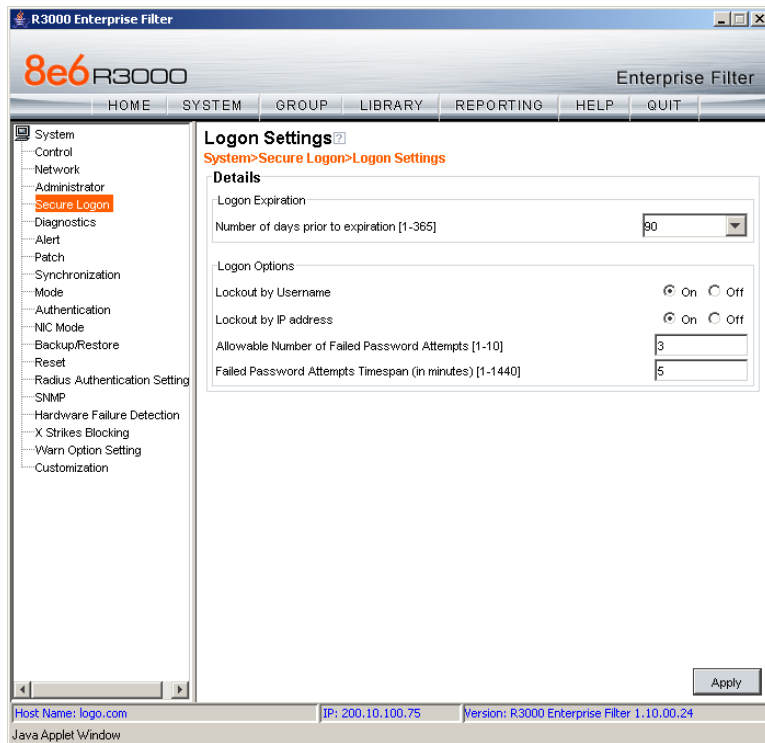 R3000 Enterprise Filter
8e6 R3000
Enterprise Filter
HOME SYSTEM GROUP LIBRARY REPORTING HELP QUIT
System
Control
Network
Administrator
Secure Logon
Diagnostics
Alert
Patch
Synchronization
Mode
Authentication
NIC Mode
Backup/Restore
Reset
Radius Authentication Setting
SNMP
Hardware Failure Detection
X Strikes Blocking
Warn Option Setting
Customization
Logon Settings?
System>Secure Logon>Logon Settings
Details
Logon Expiration
Number of days prior to expiration [1-365] 90
Logon Options
Lockout by Username On Off
Lockout by IP address On Off
Allowable Number of Failed Password Attempts [1-10] 3
Failed Password Attempts Timespan (in minutes) [1-1440] 5
Apply
Host Name: logo.com IP: 200.10.100.75 Version: R3000 Enterprise Filter 1.10.00.24
Java Applet Window